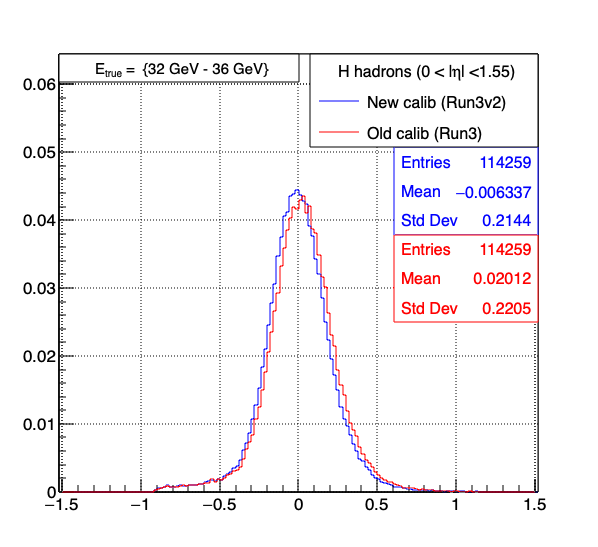 E_true = {32 GeV - 36 GeV}
H hadrons (0 < |η| <1.55)
New calib (Run3v2)
Old calib (Run3)
Entries 114259
Mean −0.006337
Std Dev 0.2144
Entries 114259
Mean 0.02012
Std Dev 0.2205
0.06
0.05
0.04
0.03
0.02
0.01
0
−1.5 −1 −0.5 0 0.5 1 1.5